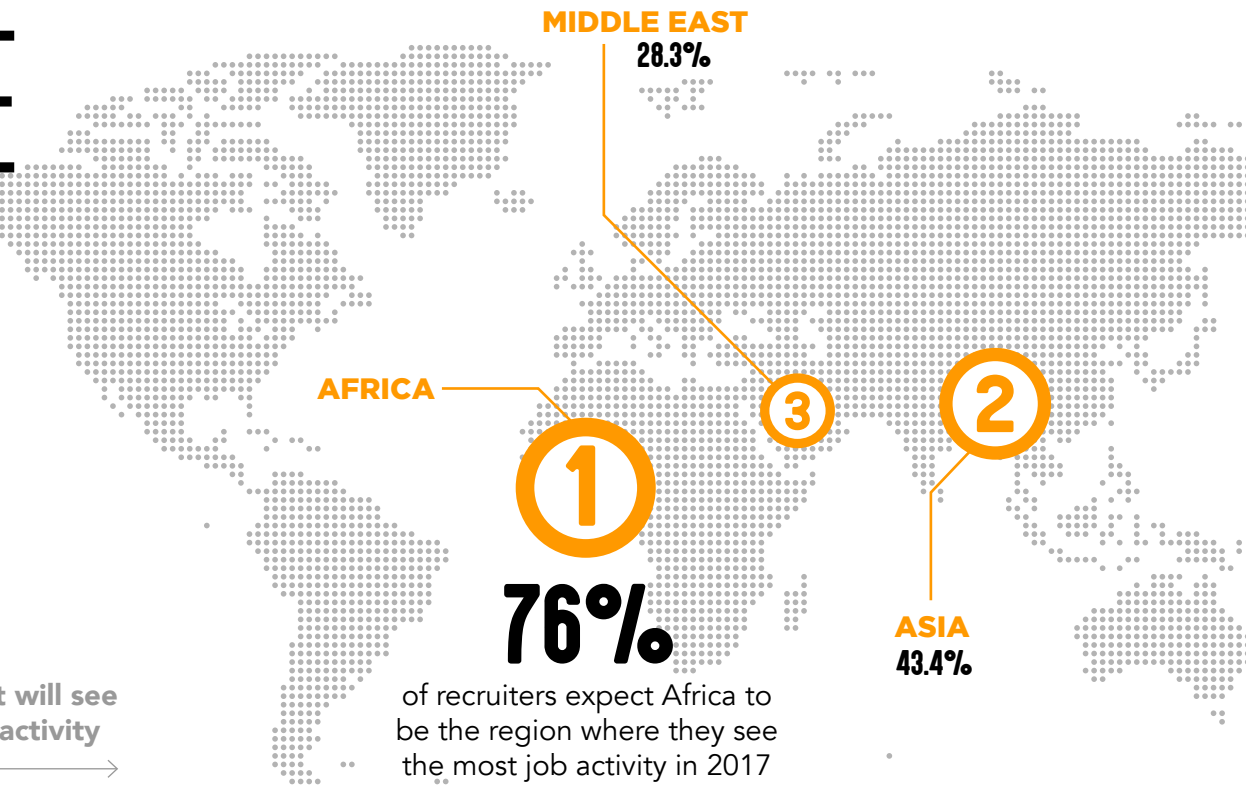 MIDDLE EAST
28.3%
AFRICA
1
3
2
76%
of recruiters expect Africa to
be the region where they see
the most job activity in 2017
ASIA
43.4%
will see
activity